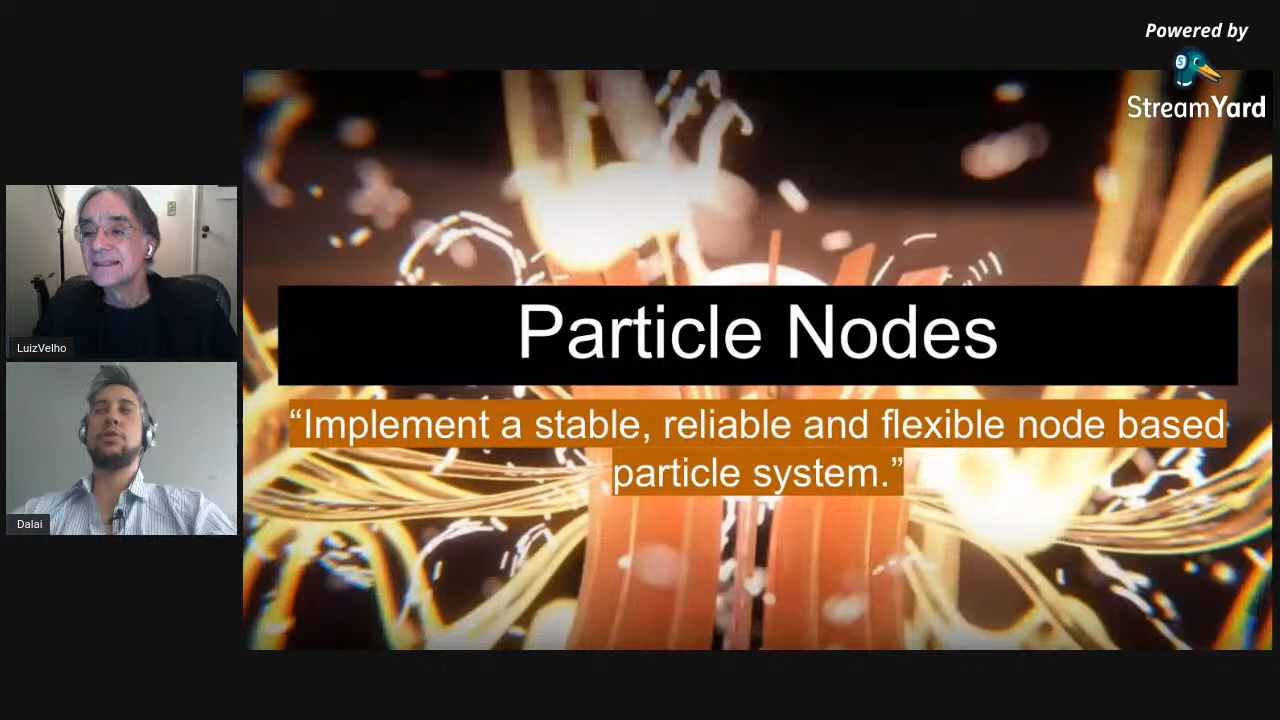 Powered by
StreamYard
Particle Nodes
“Implement a stable, reliable and flexible node based
particle system.”
LuizVelho
Dalai